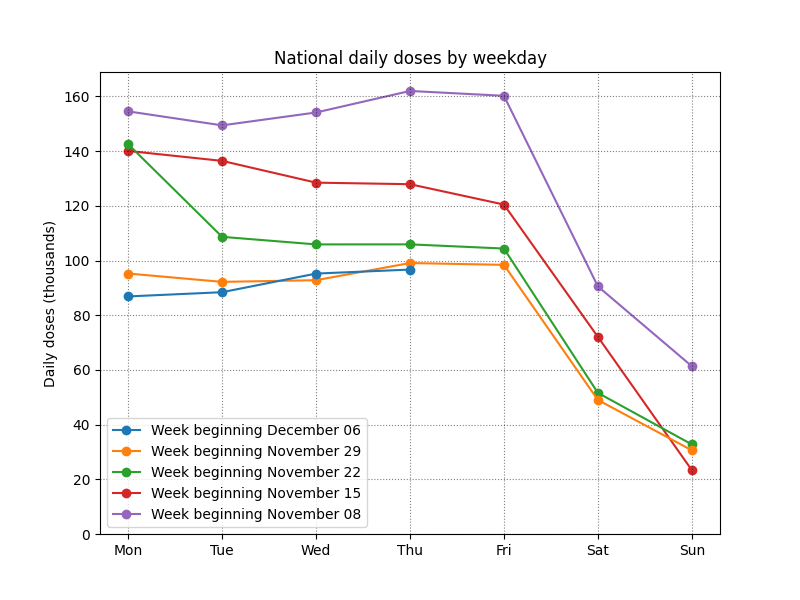 National daily doses by weekday
Daily doses (thousands)
160
140
120
100
80
60
40
20
0
Week beginning December 06
Week beginning November 29
Week beginning November 22
Week beginning November 15
Week beginning November 08
Mon Tue Wed Thu Fri Sat Sun